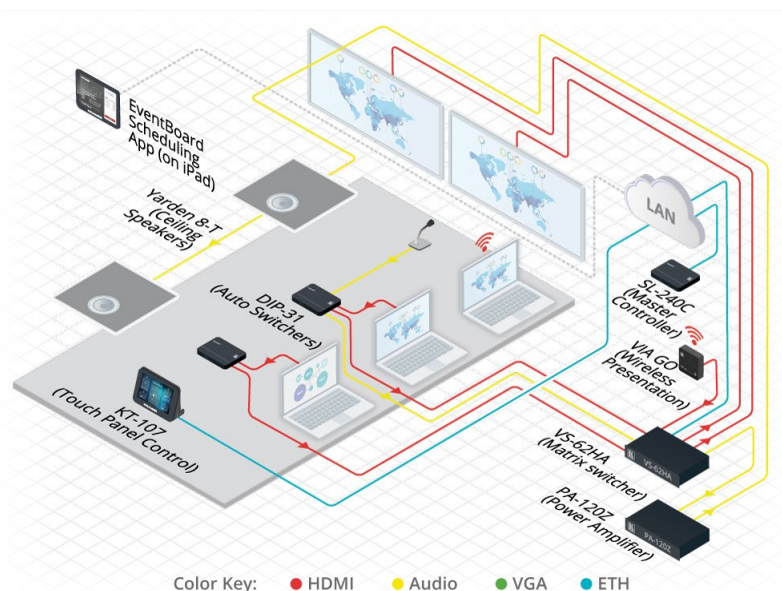 EventBoard
Scheduling
App (on iPad)
Yarden 8-T
(Ceiling
Speakers)
LAN
SL-240C
(Master
Controller)
DIP-31
(Auto Switchers)
VIA GO
(Wireless
Presentation)
KT-107
(Touch Panel Control)
VS-62HA
(Matrix switcher)
VS-62HA
PA-120Z
(Power Amplifier)
PA-120Z
Color Key: HDMI Audio VGA ETH